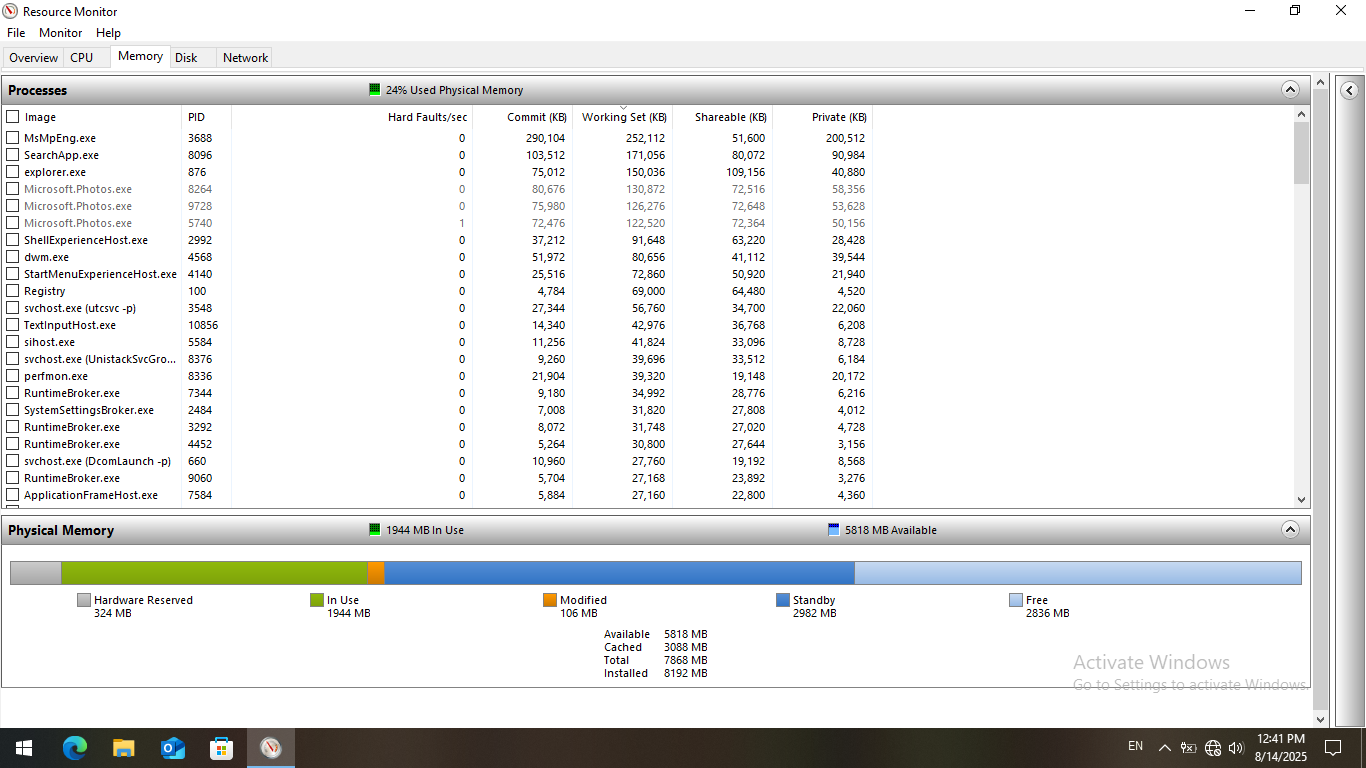 Resource Monitor
File Monitor Help
Overview CPU Memory Disk Network
Processes 24% Used Physical Memory
Image PID Hard Faults/sec Commit (KB) Working Set (KB) Shareable (KB) Private (KB)
MsMpEng.exe 3688 0 290,104 252,112 51,600 200,512
SearchApp.exe 8096 0 103,512 171,056 80,072 90,984
explorer.exe 876 0 75,012 150,036 109,156 40,880
Microsoft.Photos.exe 8264 0 80,676 130,872 72,516 58,356
Microsoft.Photos.exe 9728 0 75,980 126,276 72,648 53,628
Microsoft.Photos.exe 5740 1 72,476 122,520 72,364 50,156
ShellExperienceHost.exe 2992 0 37,212 91,648 63,220 28,428
dwm.exe 4568 0 51,972 80,656 41,112 39,544
StartMenuExperienceHost.exe 4140 0 25,516 72,860 50,920 21,940
Registry 100 0 4,784 69,000 64,480 4,520
svchost.exe (utcsvc -p) 3548 0 27,344 56,760 34,700 22,060
TextInputHost.exe 10856 0 14,340 42,976 36,768 6,208
sihost.exe 5584 0 11,256 41,824 33,096 8,728
svchost.exe (UnistackSvcGro... 8376 0 9,260 39,696 33,512 6,184
perfmon.exe 8336 0 21,904 39,320 19,148 20,172
RuntimeBroker.exe 7344 0 9,180 34,992 28,776 6,216
SystemSettingsBroker.exe 2484 0 7,008 31,820 27,808 4,012
RuntimeBroker.exe 3292 0 8,072 31,748 27,020 4,728
RuntimeBroker.exe 4452 0 5,264 30,800 27,644 3,156
svchost.exe (DcomLaunch -p) 660 0 10,960 27,760 19,192 8,568
RuntimeBroker.exe 9060 0 5,704 27,168 23,892 3,276
ApplicationFrameHost.exe 7584 0 5,884 27,160 22,800 4,360
Physical Memory 1944 MB In Use 5818 MB Available
Hardware Reserved In Use Modified Standby Free
324 MB 1944 MB 106 MB 2982 MB 2836 MB
Available 5818 MB
Cached 3088 MB
Total 7868 MB
Installed 8192 MB
Activate Windows
Go to Settings to activate Windows.
EN 12:41 PM
8/14/2025